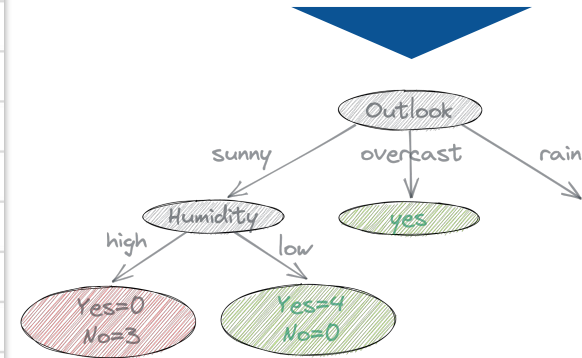 Outlook
sunny
overcast
rain
Humidity
yes
high
low
Yes=0
No=3
Yes=4
No=0